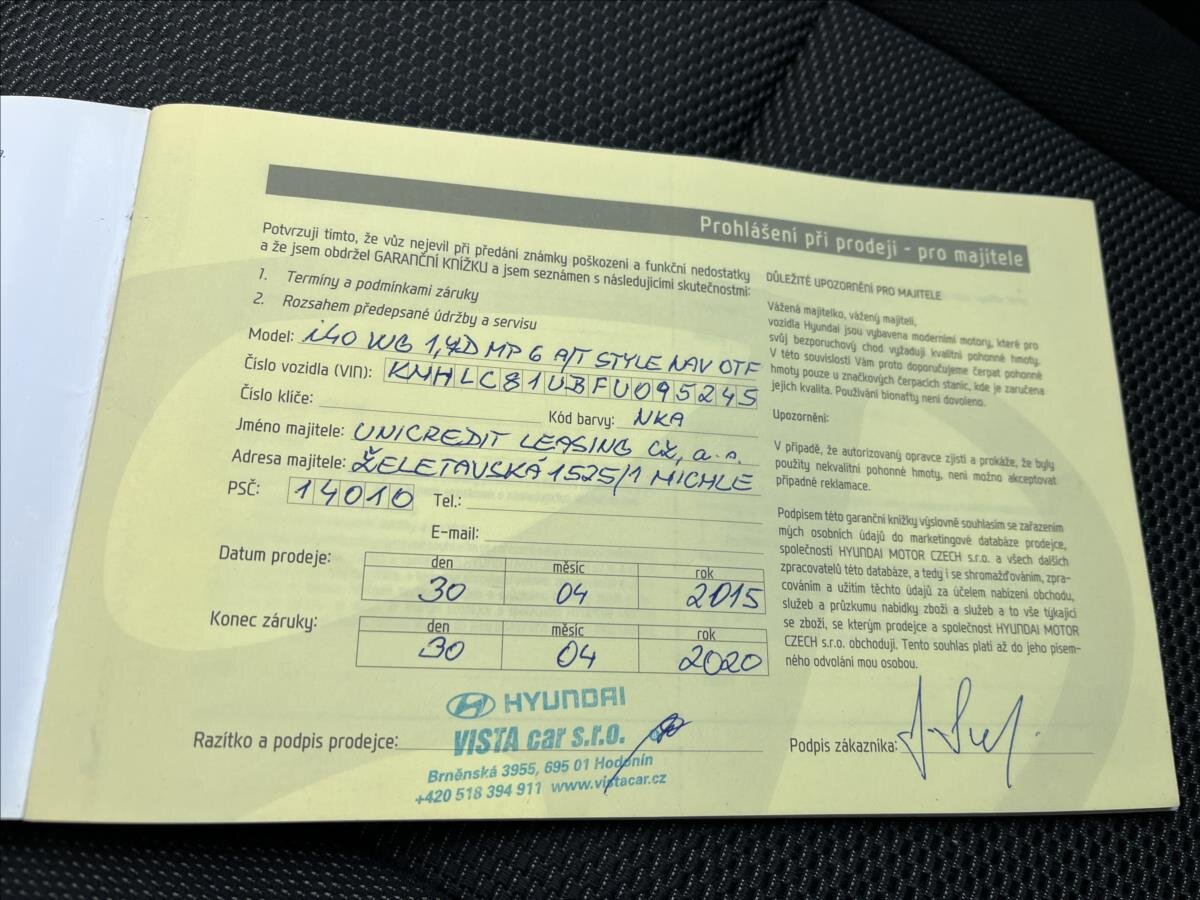 Prohlášení při prodeji - pro majitele
Potvrzuji tímto, že vůz nejevil při předání známky poškození a funkční nedostatky
a že jsem obdržel GARANČNÍ KNÍŽKU a jsem seznámen s následujícími skutečnostmi:
1. Termíny a podmínkami záruky
2. Rozsahem předepsané údržby a servisu
Model: i40 WG 1,7D MP 6 A/T STYLE NAV OTF
Číslo vozidla (VIN): KMHLC81UBFU095245
Číslo klíče:
Kód barvy: NKA
Jméno majitele: UNICREDIT LEASING CZ, a.s.
Adresa majitele: ŽELETAVSKÁ 1525/1 MICHLE
PSČ: 14010 Tel.:
E-mail:
Datum prodeje: den měsíc rok
30 04 2015
Konec záruky: den měsíc rok
30 04 2020
Razítko a podpis prodejce:
HYUNDAI
VISTA car s.r.o.
Brněnská 3955, 695 01 Hodonín
+420 518 394 911 www.vistacar.cz
DŮLEŽITÉ UPOZORNĚNÍ PRO MAJITELE
Vážená majitelko, vážený majiteli,
vozidla Hyundai jsou vybavena moderními motory, které pro
svůj bezporuchový chod vyžadují kvalitní pohonné hmoty.
V této souvislosti Vám proto doporučujeme čerpat pohonné
hmoty pouze u značkových čerpacích stanic, kde je zaručena
jejich kvalita. Používání bionafty není dovoleno.
Upozornění:
V případě, že autorizovaný opravce zjistí a prokáže, že byly
použity nekvalitní pohonné hmoty, není možno akceptovat
případné reklamace.
Podpisem této garanční knížky výslovně souhlasím se zařazením
mých osobních údajů do marketingové databáze prodejce,
společnosti HYUNDAI MOTOR CZECH s.r.o. a všech dalších
zpracovatelů této databáze, a tedy i se shromažďováním, zpra-
cováním a užitím těchto údajů za účelem nabízení obchodu,
služeb a průzkumu nabídky zboží a služeb a to vše týkající
se zboží, se kterým prodejce a společnost HYUNDAI MOTOR
CZECH s.r.o. obchodují. Tento souhlas platí až do jeho písem-
ného odvolání mou osobou.
Podpis zákazníka: